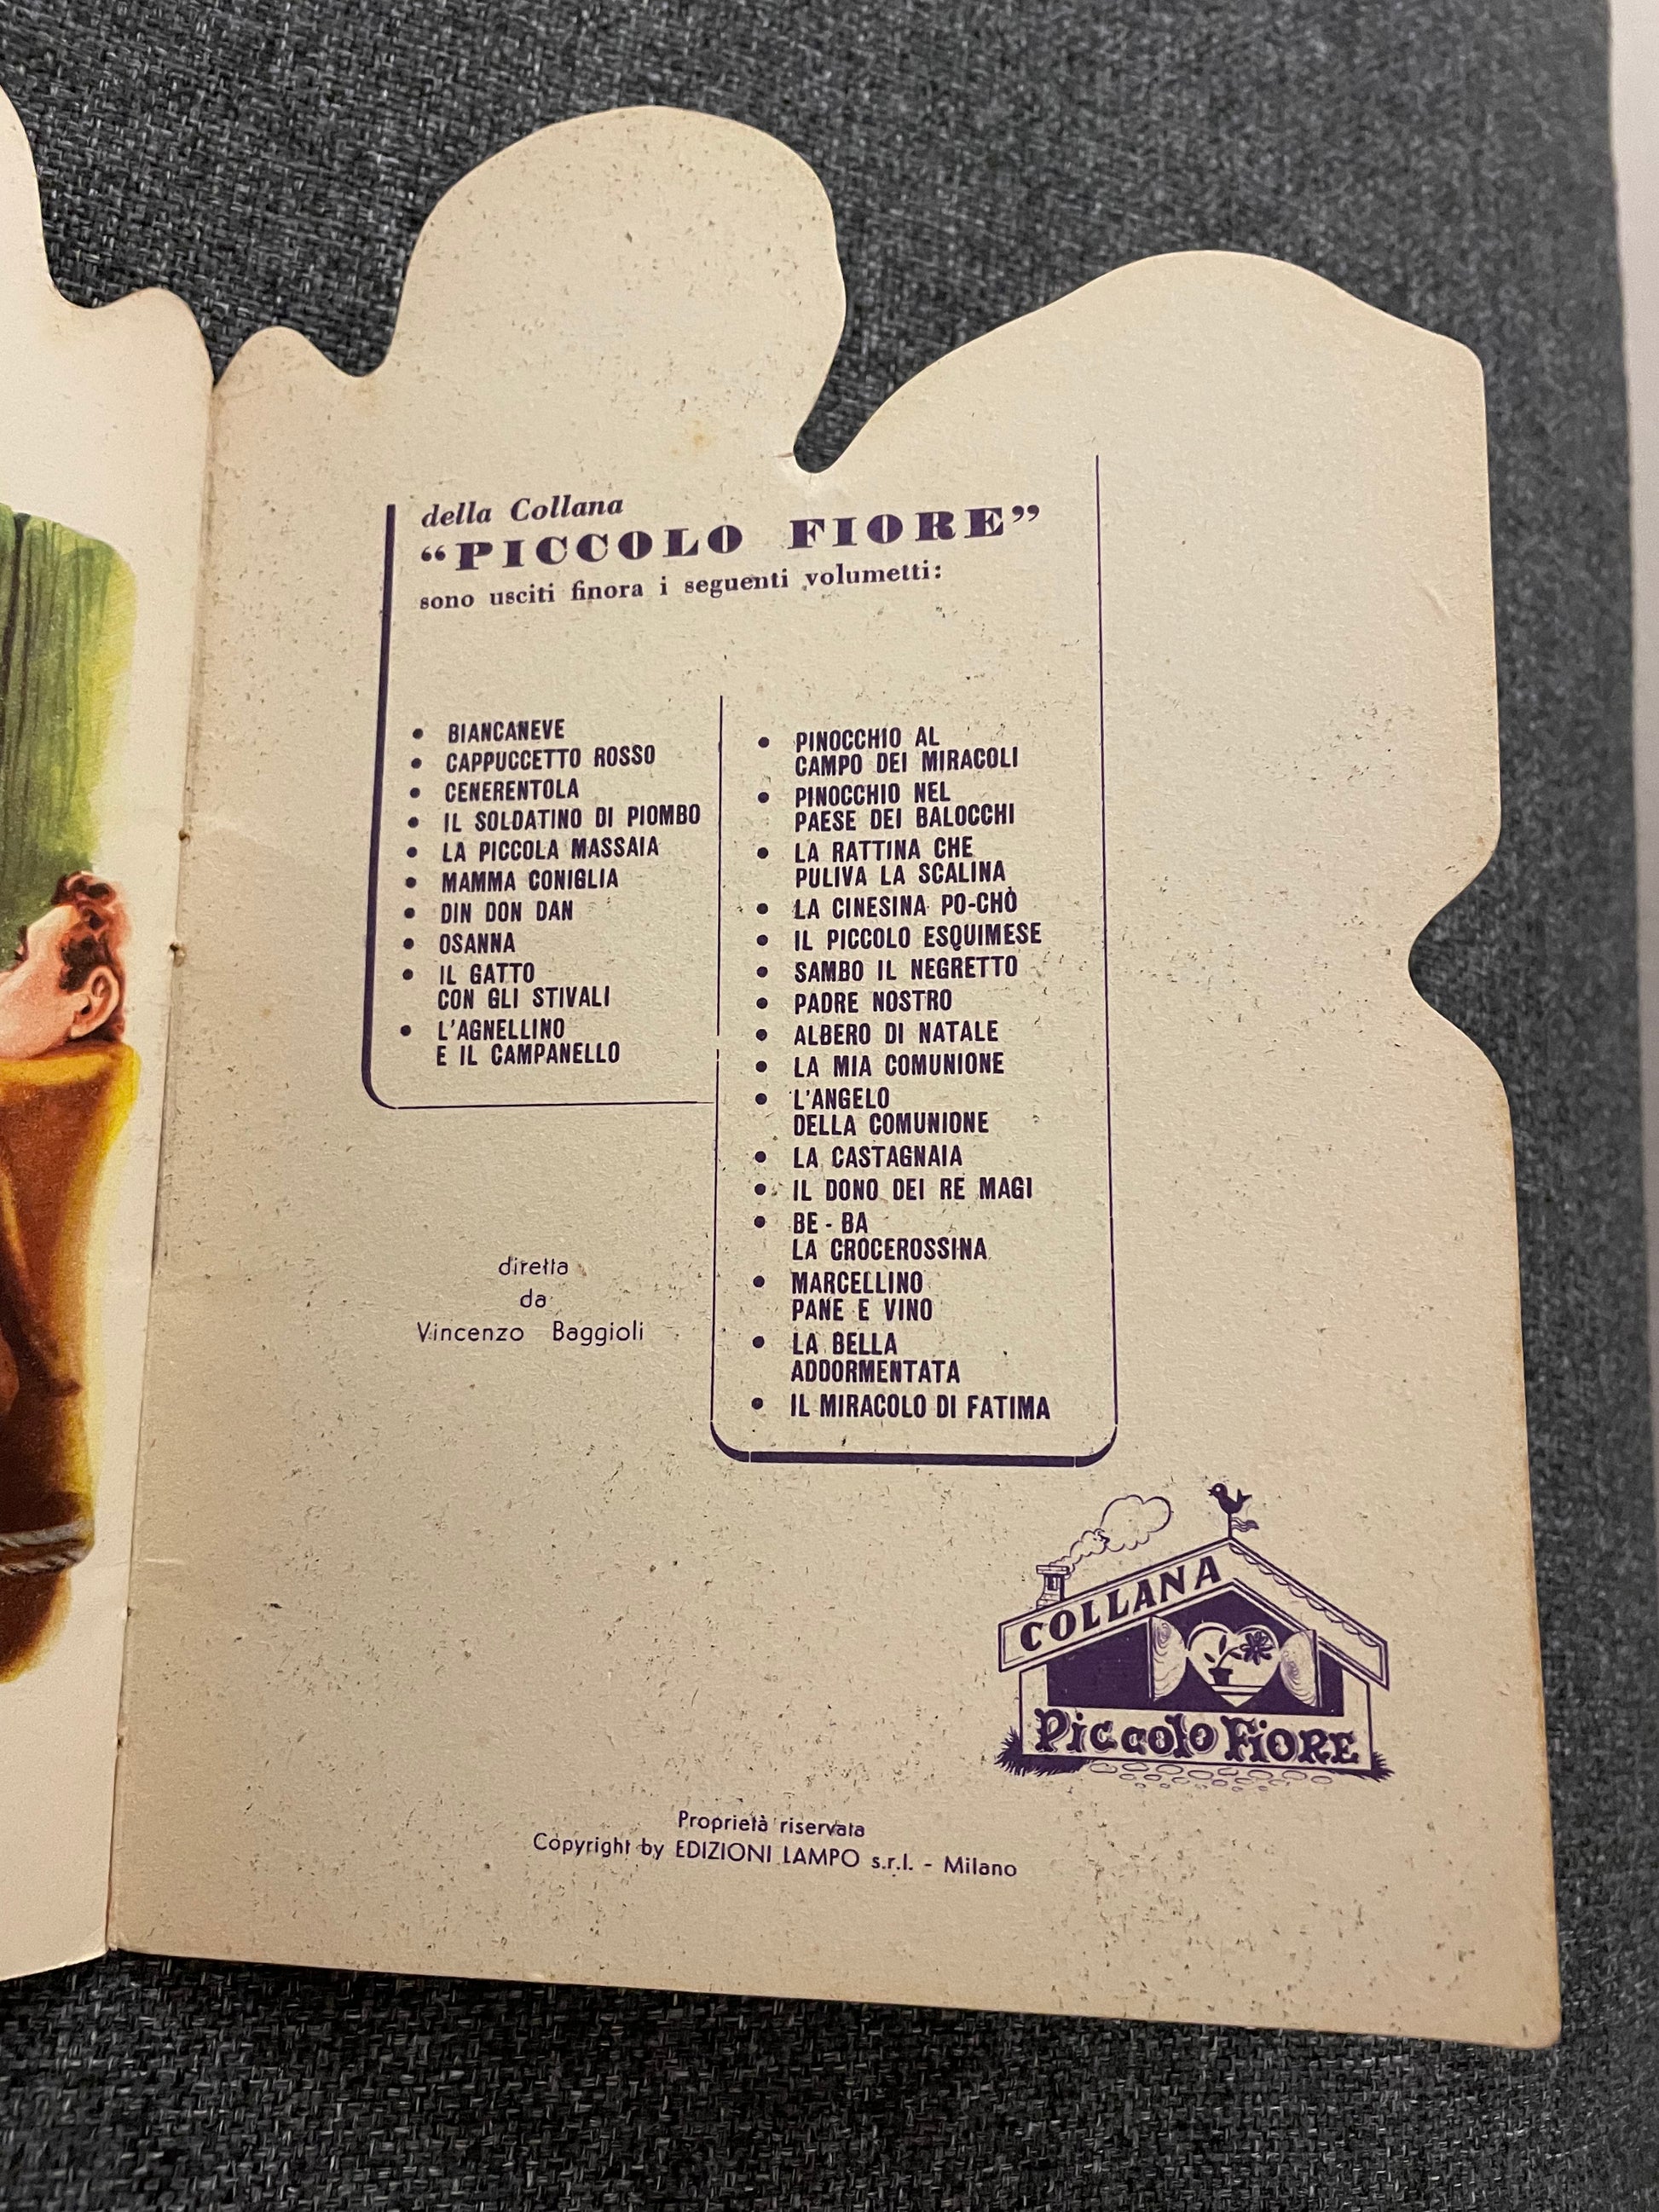 della Collana
“PICCOLO FIORE”
sono usciti finora i seguenti volumetti:
• BIANCANEVE
• CAPPUCCETTO ROSSO
• CENERENTOLA
• IL SOLDATINO DI PIOMBO
• LA PICCOLA MASSAIA
• MAMMA CONIGLIA
• DIN DON DAN
• OSANNA
• IL GATTO
CON GLI STIVALI
• L'AGNELLINO
E IL CAMPANELLO
• PINOCCHIO AL
CAMPO DEI MIRACOLI
• PINOCCHIO NEL
PAESE DEI BALOCCHI
• LA RATTINA CHE
PULIVA LA SCALINA
• LA CINESINA PO-CHÒ
• IL PICCOLO ESQUIMESE
• SAMBO IL NEGRETTO
• PADRE NOSTRO
• ALBERO DI NATALE
• LA MIA COMUNIONE
• L'ANGELO
DELLA COMUNIONE
• LA CASTAGNAIA
• IL DONO DEI RE MAGI
• BE - BA
LA CROCEROSSINA
• MARCELLINO
PANE E VINO
• LA BELLA
ADDORMENTATA
• IL MIRACOLO DI FATIMA
diretta
da
Vincenzo Baggioli
COLLANA
Piccolo FiORE
Proprietà riservata
Copyright by EDIZIONI LAMPO s.r.l. - Milano